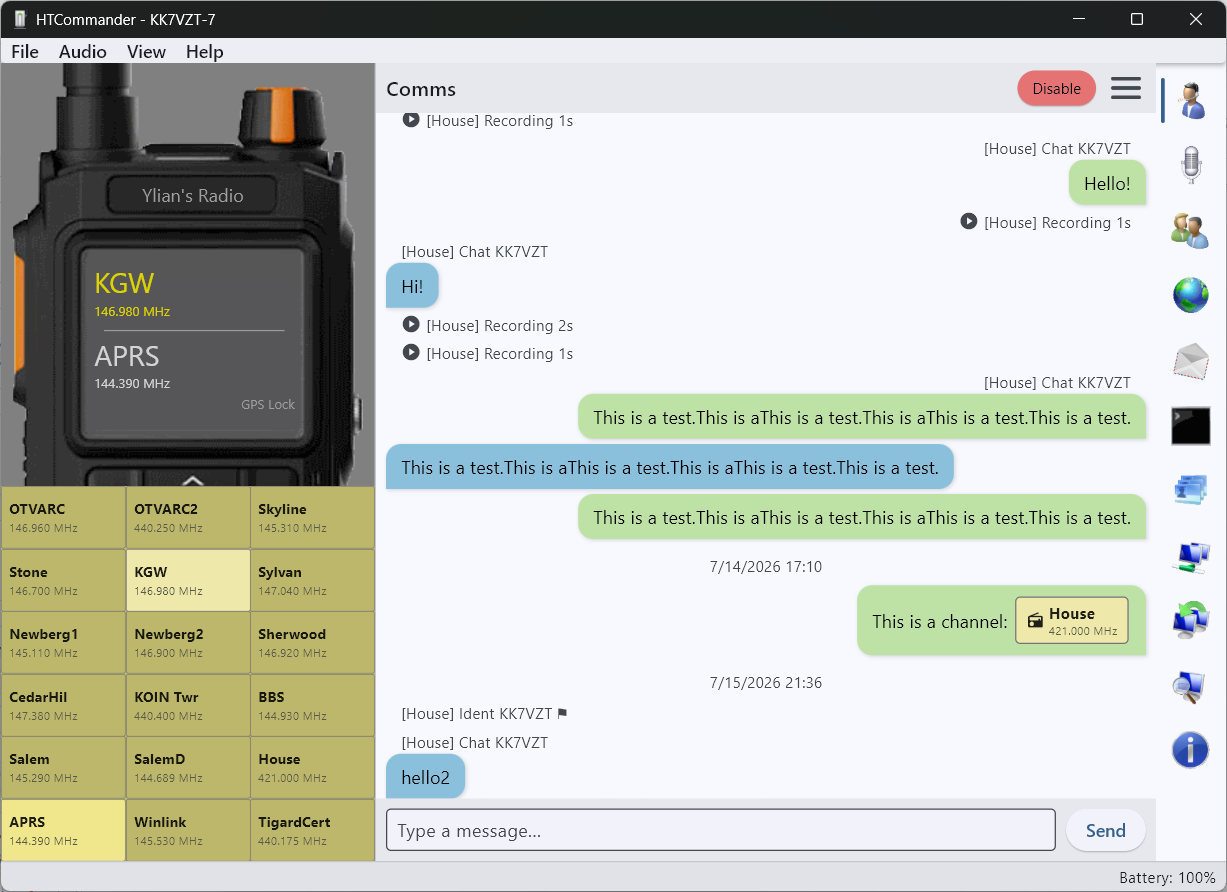 HTCommander - KK7VZT-7
File Audio View Help
Ylian's Radio
KGW
146.980 MHz
APRS
144.390 MHz
GPS Lock
OTVARC
146.960 MHz
OTVARC2
440.250 MHz
Skyline
145.310 MHz
Stone
146.700 MHz
KGW
146.980 MHz
Sylvan
147.040 MHz
Newberg1
145.110 MHz
Newberg2
146.900 MHz
Sherwood
146.920 MHz
CedarHil
147.380 MHz
KOIN Twr
440.400 MHz
BBS
144.930 MHz
Salem
145.290 MHz
SalemD
144.689 MHz
House
421.000 MHz
APRS
144.390 MHz
Winlink
145.530 MHz
TigardCert
440.175 MHz
Comms
Disable
[House] Recording 1s
[House] Chat KK7VZT
Hello!
[House] Recording 1s
[House] Chat KK7VZT
Hi!
[House] Recording 2s
[House] Recording 1s
[House] Chat KK7VZT
This is a test.This is aThis is a test.This is aThis is a test.This is a test.
This is a test.This is aThis is a test.This is aThis is a test.This is a test.
This is a test.This is aThis is a test.This is aThis is a test.This is a test.
7/14/2026 17:10
This is a channel:
House
421.000 MHz
7/15/2026 21:36
[House] Ident KK7VZT
[House] Chat KK7VZT
hello2
Type a message...
Send
Battery: 100%